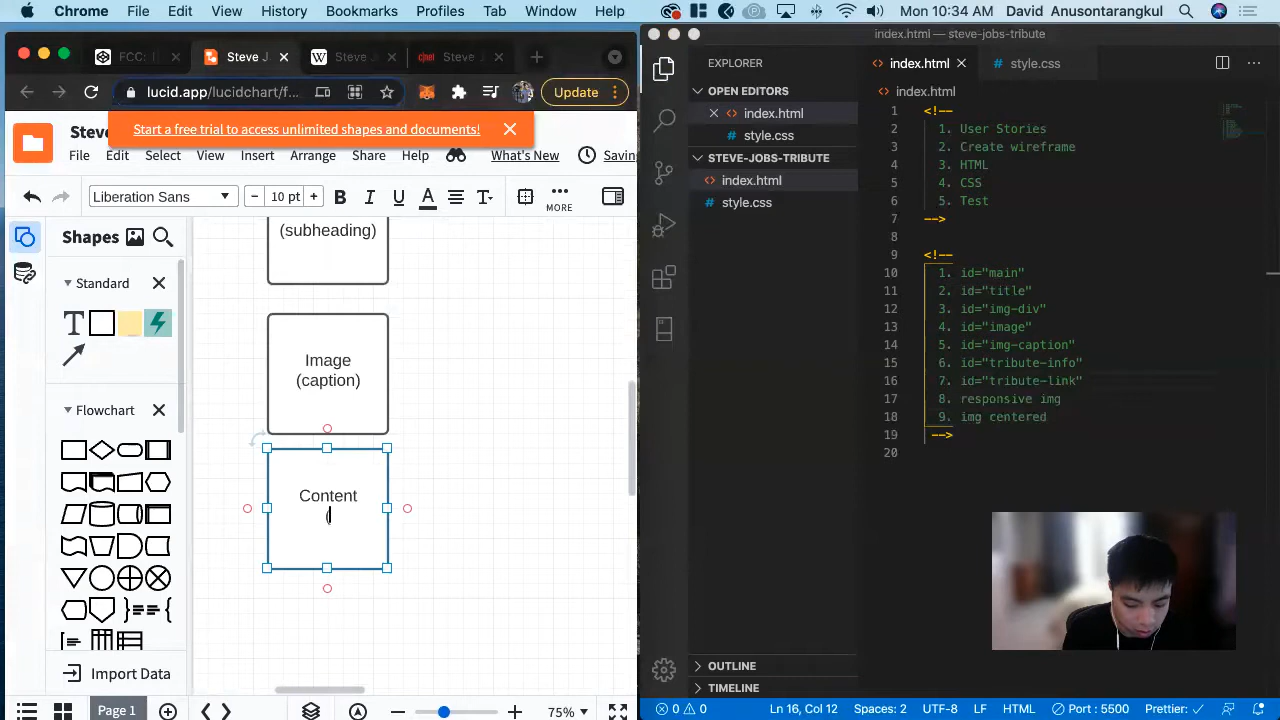 Chrome File Edit View History Bookmarks Profiles Tab Window Help
Mon 10:34 AM David Anusontarangkul
FCC: |
Steve J
W Steve J
c|net Steve J
lucid.app/lucidchart/f...
Update
Steve
Start a free trial to access unlimited shapes and documents!
File Edit Select View Insert Arrange Share Help What's New Saving
Liberation Sans
10 pt
B I U A
MORE
Shapes
Standard
T
Flowchart
Import Data
(subheading)
Image
(caption)
Content
(
Page 1
75%
index.html — steve-jobs-tribute
EXPLORER
OPEN EDITORS
index.html
style.css
STEVE-JOBS-TRIBUTE
index.html
style.css
OUTLINE
TIMELINE
index.html
style.css
index.html
1 <!--
2 1. User Stories
3 2. Create wireframe
4 3. HTML
5 4. CSS
6 5. Test
7 -->
8
9 <!--
10 1. id="main"
11 2. id="title"
12 3. id="img-div"
13 4. id="image"
14 5. id="img-caption"
15 6. id="tribute-info"
16 7. id="tribute-link"
17 8. responsive img
18 9. img centered
19 -->
20
0 0 Ln 16, Col 12 Spaces: 2 UTF-8 LF HTML Port : 5500 Prettier: